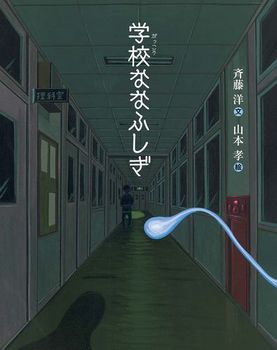 学校ななふしぎ
がっこう
斉藤 洋 文
山本 孝 絵
理科室